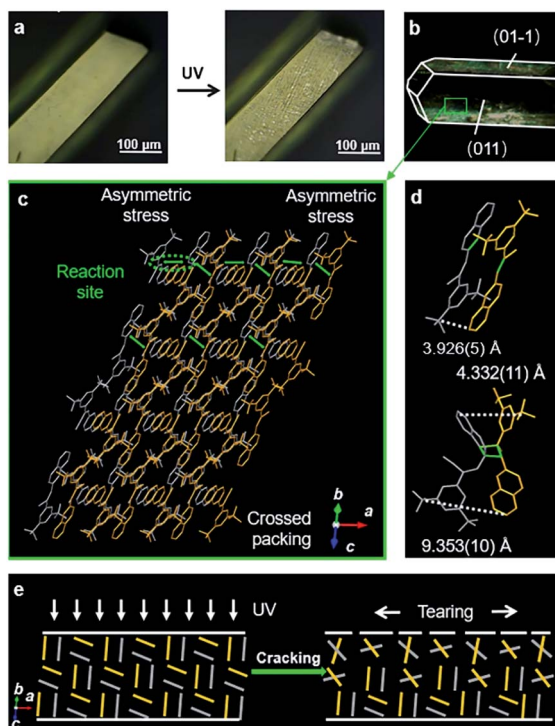 a
UV
100 µm
100 µm
b
(01-1)
(011)
c
Asymmetric
stress
Asymmetric
stress
Reaction
site
Crossed
packing
b
a
c
d
3.926(5) Å
4.332(11) Å
9.353(10) Å
e
UV
Tearing
Cracking
b
a
c